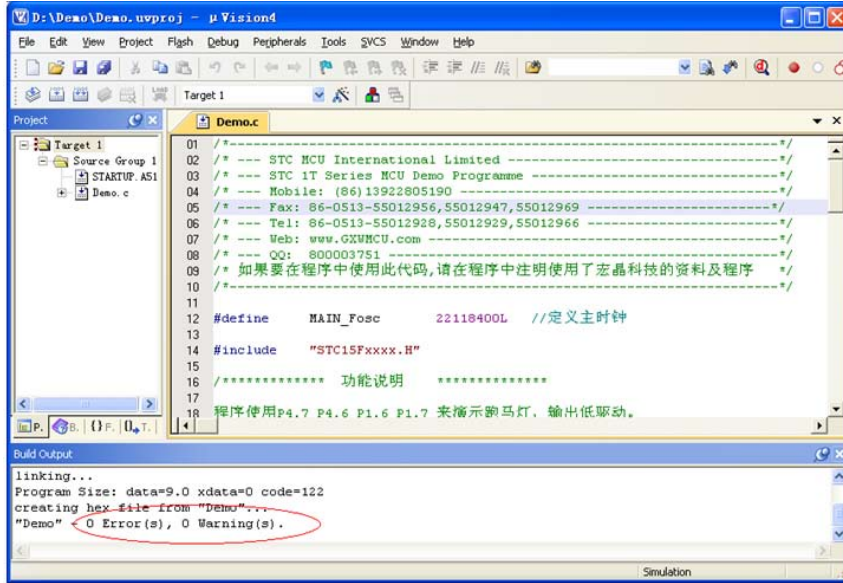 D:\Demo\Demo.uvproj - µVision4
File Edit View Project Flash Debug Peripherals Tools SVCS Window Help
Target 1
Project
Demo.c
Target 1
Source Group 1
STARTUP.A51
Demo.c
01 /*--------------------------------------------------------------*/
02 /* --- STC MCU International Limited ---------------------------*/
03 /* --- STC 1T Series MCU Demo Programme ------------------------*/
04 /* --- Mobile: (86)13922805190 ---------------------------------*/
05 /* --- Fax: 86-0513-55012956,55012947,55012969 -----------------*/
06 /* --- Tel: 86-0513-55012928,55012929,55012966 -----------------*/
07 /* --- Web: www.GXWMCU.com -------------------------------------*/
08 /* --- QQ: 800003751 -------------------------------------------*/
09 /* 如果要在程序中使用此代码,请在程序中注明使用了宏晶科技的资料及程序 */
10 /*--------------------------------------------------------------*/
11
12 #define MAIN_Fosc 22118400L //定义主时钟
13
14 #include "STC15Fxxxx.H"
15
16 /************* 功能说明 **************
17
18 程序使用P4.7 P4.6 P1.6 P1.7 来演示跑马灯, 输出低驱动。
P. B. {} F. T.
Build Output
linking...
Program Size: data=9.0 xdata=0 code=122
creating hex file from "Demo"...
"Demo" - 0 Error(s), 0 Warning(s).
Simulation